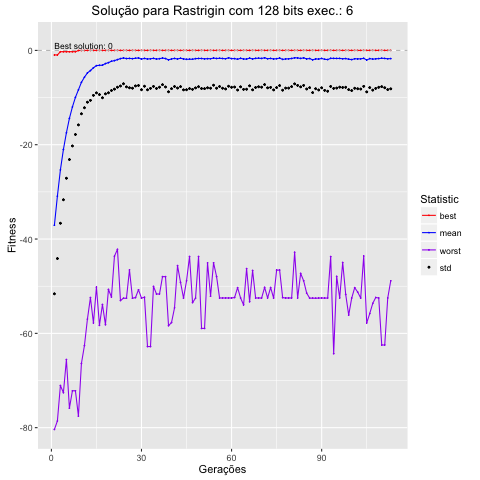 Solução para Rastrigin com 128 bits exec.: 6
Best solution: 0
0
-20
-40
-60
-80
Fitness
0
30
60
90
Gerações
Statistic
best
mean
worst
std